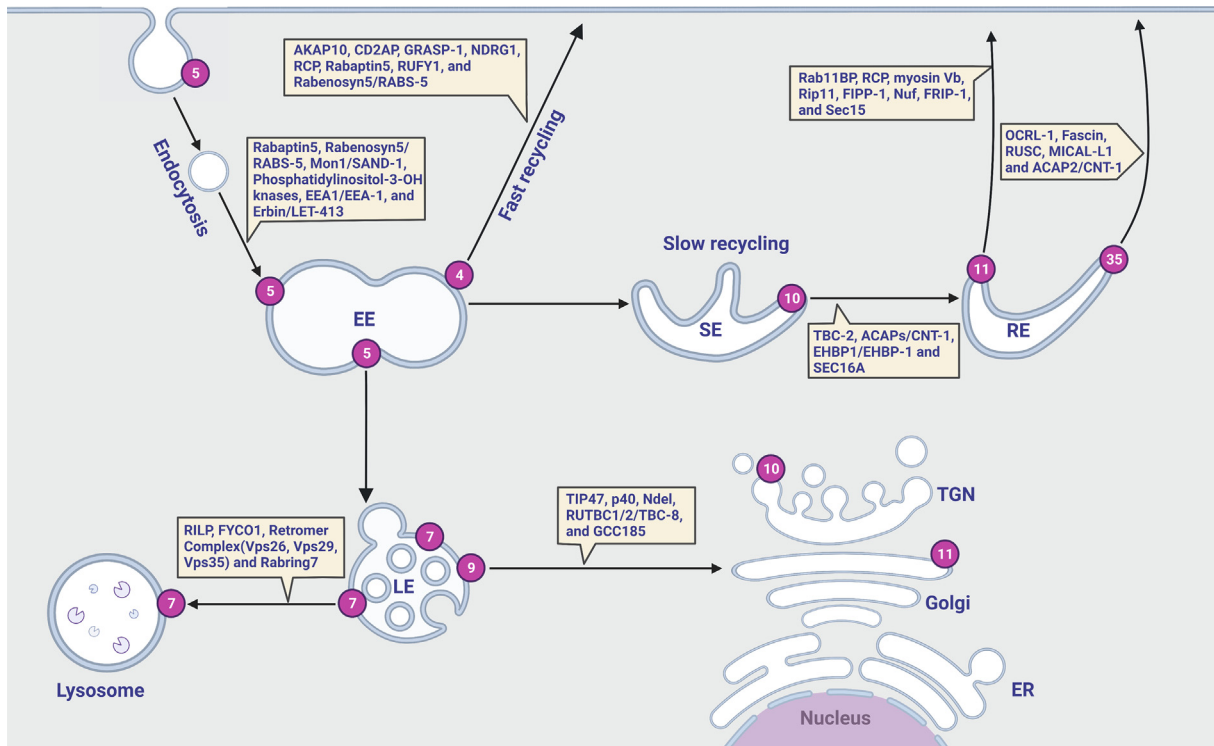 5
AKAP10, CD2AP, GRASP-1, NDRG1,
RCP, Rabaptin5, RUFY1, and
Rabenosyn5/RABS-5
Rab11BP, RCP, myosin Vb,
Rip11, FIPP-1, Nuf, FRIP-1,
and Sec15
OCRL-1, Fascin,
RUSC, MICAL-L1
and ACAP2/CNT-1
Endocytosis
Rabaptin5, Rabenosyn5/
RABS-5, Mon1/SAND-1,
Phosphatidylinositol-3-OH
knases, EEA1/EEA-1, and
Erbin/LET-413
Fast recycling
Slow recycling
5
4
EE
5
SE
10
11
35
RE
TBC-2, ACAPs/CNT-1,
EHBP1/EHBP-1 and
SEC16A
10
TGN
TIP47, p40, Ndel,
RUTBC1/2/TBC-8,
and GCC185
RILP, FYCO1, Retromer
Complex(Vps26, Vps29,
Vps35) and Rabring7
7
9
LE
7
7
11
Golgi
Lysosome
ER
Nucleus